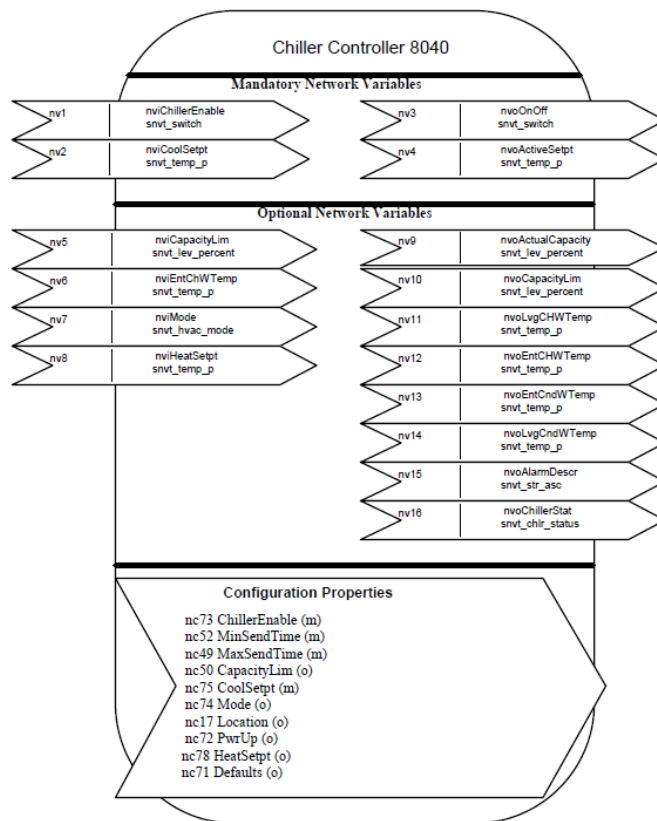 Chiller Controller 8040
Mandatory Network Variables
nv1
nviChillerEnable
snvt_switch
nv3
nvoOnOff
snvt_switch
nv2
nviCoolSetpt
snvt_temp_p
nv4
nvoActiveSetpt
snvt_temp_p
Optional Network Variables
nv5
nviCapacityLim
snvt_lev_percent
nv6
nviEntChWTemp
snvt_temp_p
nv7
nviMode
snvt_hvac_mode
nv8
nviHeatSetpt
snvt_temp_p
nv9
nvoActualCapacity
snvt_lev_percent
nv10
nvoCapacityLim
snvt_lev_percent
nv11
nvoLvgCHWTemp
snvt_temp_p
nv12
nvoEntCHWTemp
snvt_temp_p
nv13
nvoEntCndWTemp
snvt_temp_p
nv14
nvoLvgCndWTemp
snvt_temp_p
nv15
nvoAlarmDescr
snvt_str_asc
nv16
nvoChillerStat
snvt_chlr_status
Configuration Properties
nc73 ChillerEnable (m)
nc52 MinSendTime (m)
nc49 MaxSendTime (m)
nc50 CapacityLim (o)
nc75 CoolSetpt (m)
nc74 Mode (o)
nc17 Location (o)
nc72 PwrUp (o)
nc78 HeatSetpt (o)
nc71 Defaults (o)